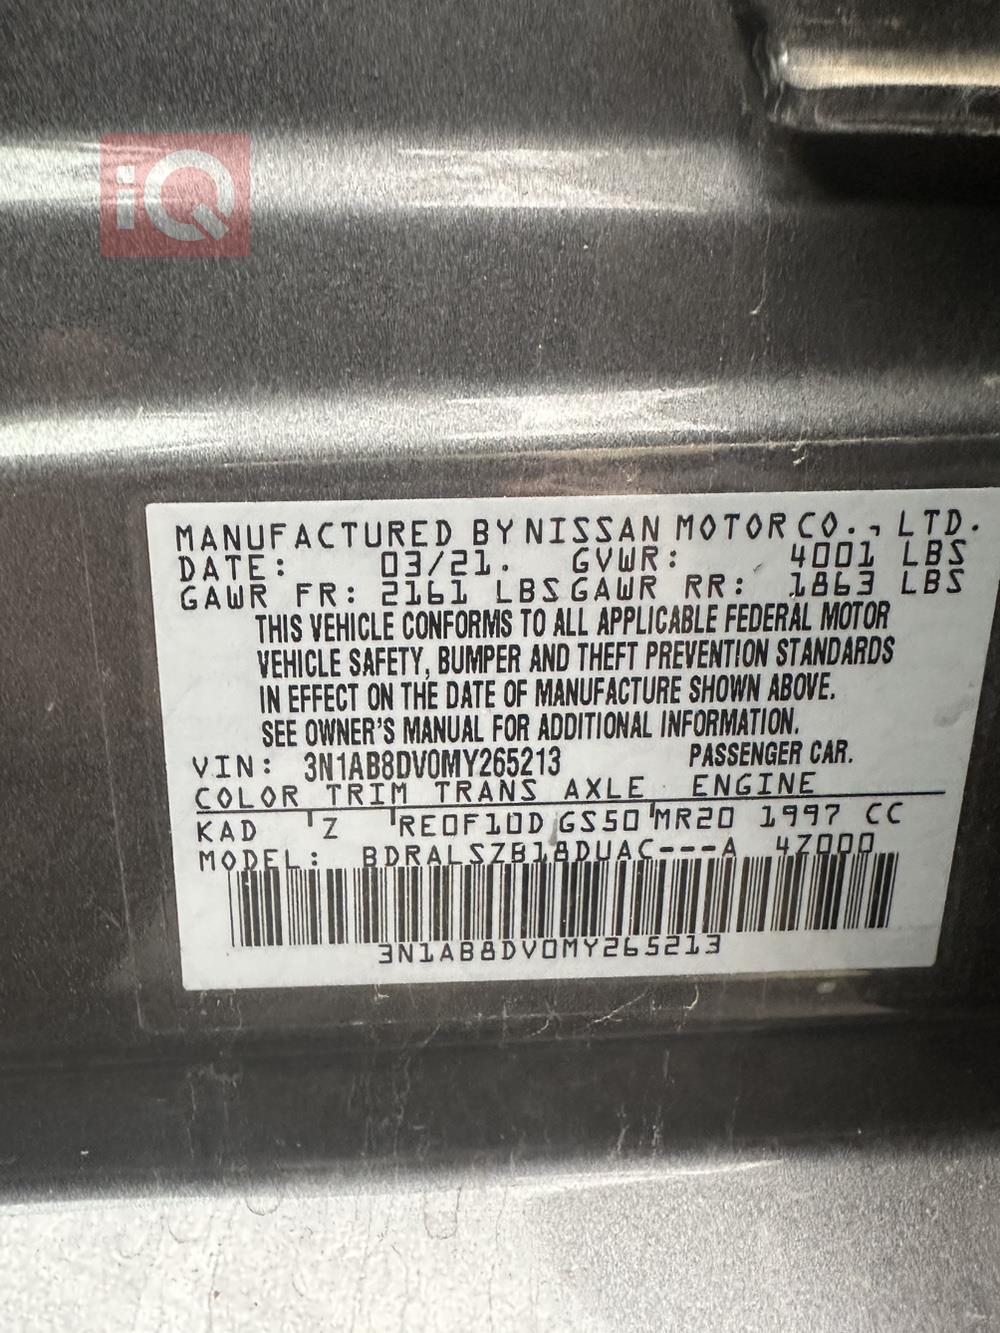 iQ
MANUFACTURED BY NISSAN MOTOR CO., LTD.
DATE: 03/21. GVWR: 4001 LBS
GAWR FR: 2161 LBS GAWR RR: 1863 LBS
THIS VEHICLE CONFORMS TO ALL APPLICABLE FEDERAL MOTOR
VEHICLE SAFETY, BUMPER AND THEFT PREVENTION STANDARDS
IN EFFECT ON THE DATE OF MANUFACTURE SHOWN ABOVE.
SEE OWNER'S MANUAL FOR ADDITIONAL INFORMATION.
VIN: 3N1AB8DV0MY265213 PASSENGER CAR.
COLOR TRIM TRANS AXLE ENGINE
KAD Z RE0F10D GS50 MR20 1997 CC
MODEL: BDRALSZB18DUAC---A 4Z000
3N1AB8DV0MY265213